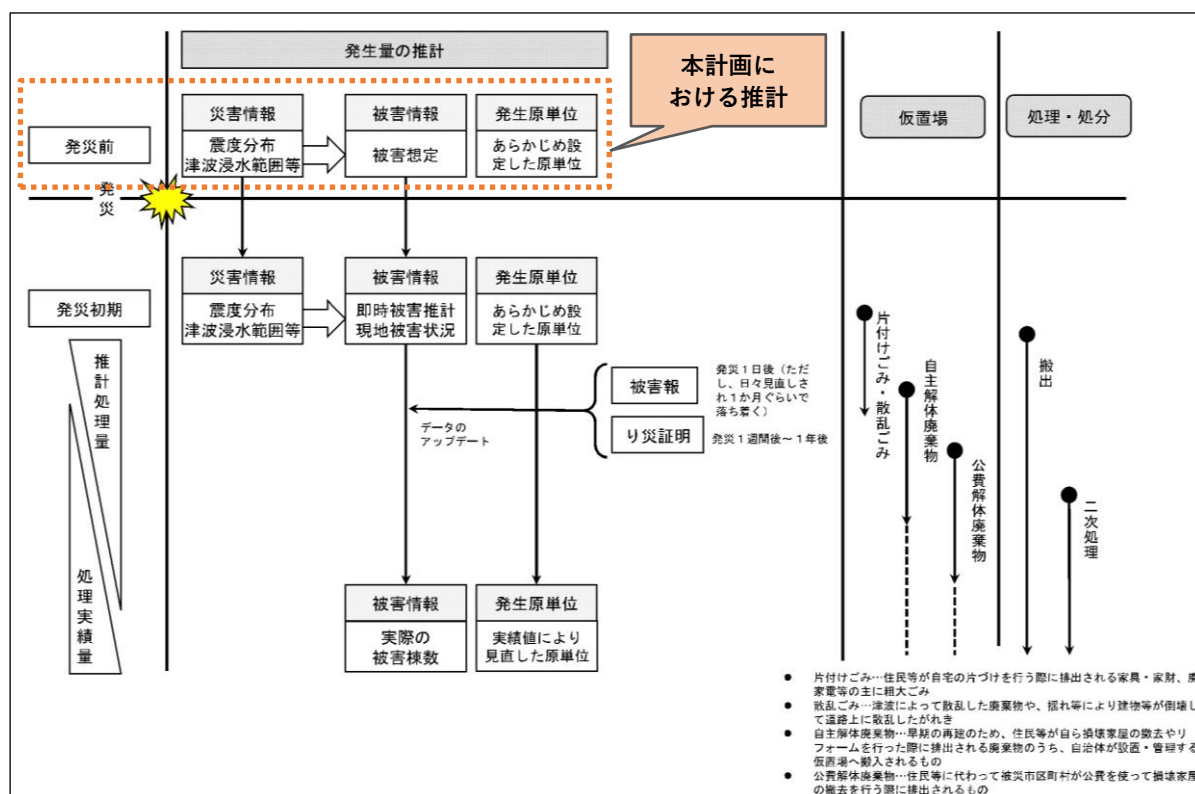 発生量の推計
本計画に
おける推計
仮置場
処理・処分
発災前
災害情報
震度分布
津波浸水範囲等
被害情報
被害想定
発生原単位
あらかじめ設
定した原単位
発災
発災初期
災害情報
震度分布
津波浸水範囲等
被害情報
即時被害推計
現地被害状況
発生原単位
あらかじめ設
定した原単位
推計処理量
処理実績量
データの
アップデート
被害報
発災1日後（ただ
し、日々見直しさ
れ1か月ぐらいで
落ち着く）
り災証明
発災1週間後～1年後
被害情報
実際の
被害棟数
発生原単位
実績値により
見直した原単位
片付けごみ・散乱ごみ
自主解体廃棄物
公費解体廃棄物
搬出
二次処理
● 片付けごみ…住民等が自宅の片づけを行う際に排出される家具・家財、廃
家電等の主に粗大ごみ
● 散乱ごみ…津波によって散乱した廃棄物や、揺れ等により建物等が倒壊し
て道路上に散乱したがれき
● 自主解体廃棄物…早期の再建のため、住民等が自ら損壊家屋の撤去やリ
フォームを行った際に排出される廃棄物のうち、自治体が設置・管理する
仮置場へ搬入されるもの
● 公費解体廃棄物…住民等に代わって被災市区町村が公費を使って損壊家屋
の撤去を行う際に排出されるもの